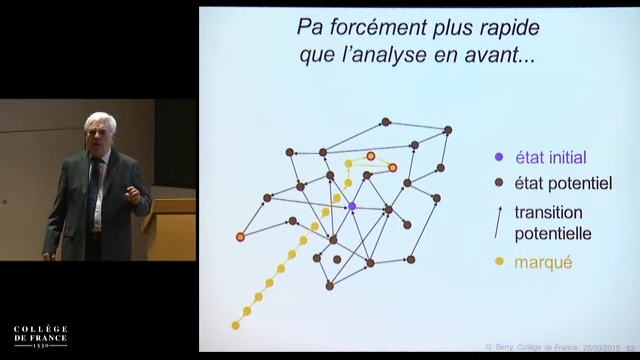 Pa forcément plus rapide
que l'analyse en avant...
état initial
état potentiel
transition
potentielle
marqué
G. Berry, Collège de France 25/03/2015 63
COLLÈGE
DE FRANCE
1530